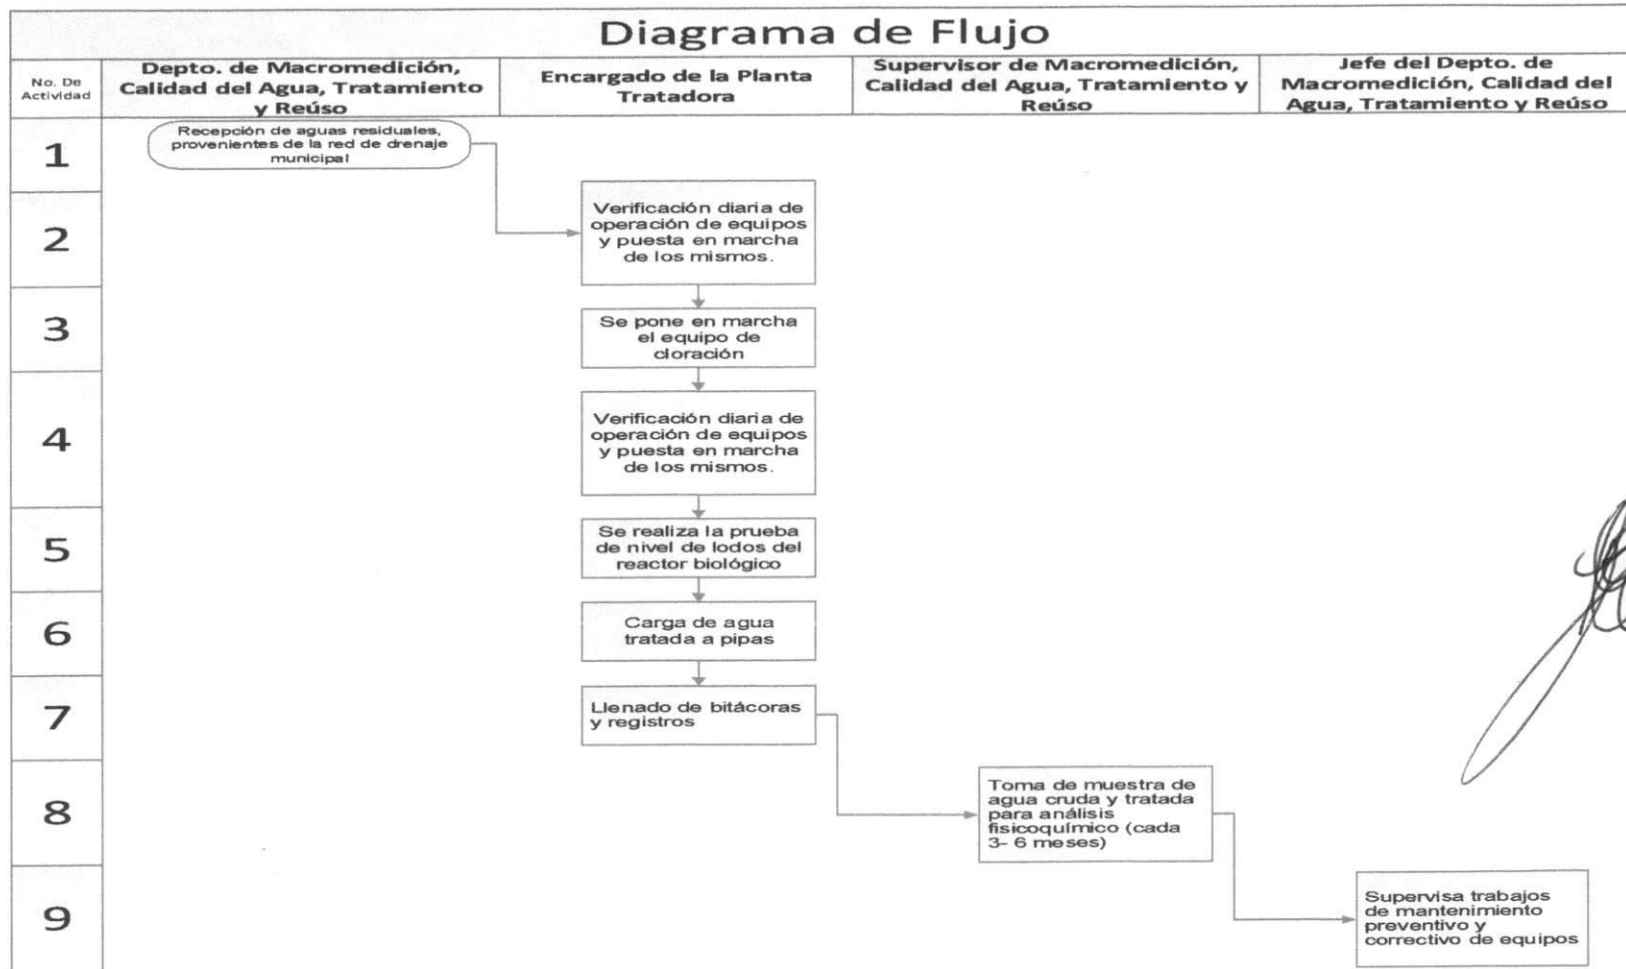 Diagrama de Flujo
No. De
Actividad
Depto. de Macromedición,
Calidad del Agua, Tratamiento
y Reúso
Encargado de la Planta
Tratadora
Supervisor de Macromedición,
Calidad del Agua, Tratamiento y
Reúso
Jefe del Depto. de
Macromedición, Calidad del
Agua, Tratamiento y Reúso
1
Recepción de aguas residuales,
provenientes de la red de drenaje
municipal
2
Verificación diaria de
operación de equipos
y puesta en marcha
de los mismos.
3
Se pone en marcha
el equipo de
cloración
4
Verificación diaria de
operación de equipos
y puesta en marcha
de los mismos.
5
Se realiza la prueba
de nivel de lodos del
reactor biológico
6
Carga de agua
tratada a pipas
7
Llenado de bitácoras
y registros
8
Toma de muestra de
agua cruda y tratada
para análisis
fisicoquímico (cada
3- 6 meses)
9
Supervisa trabajos
de mantenimiento
preventivo y
correctivo de equipos